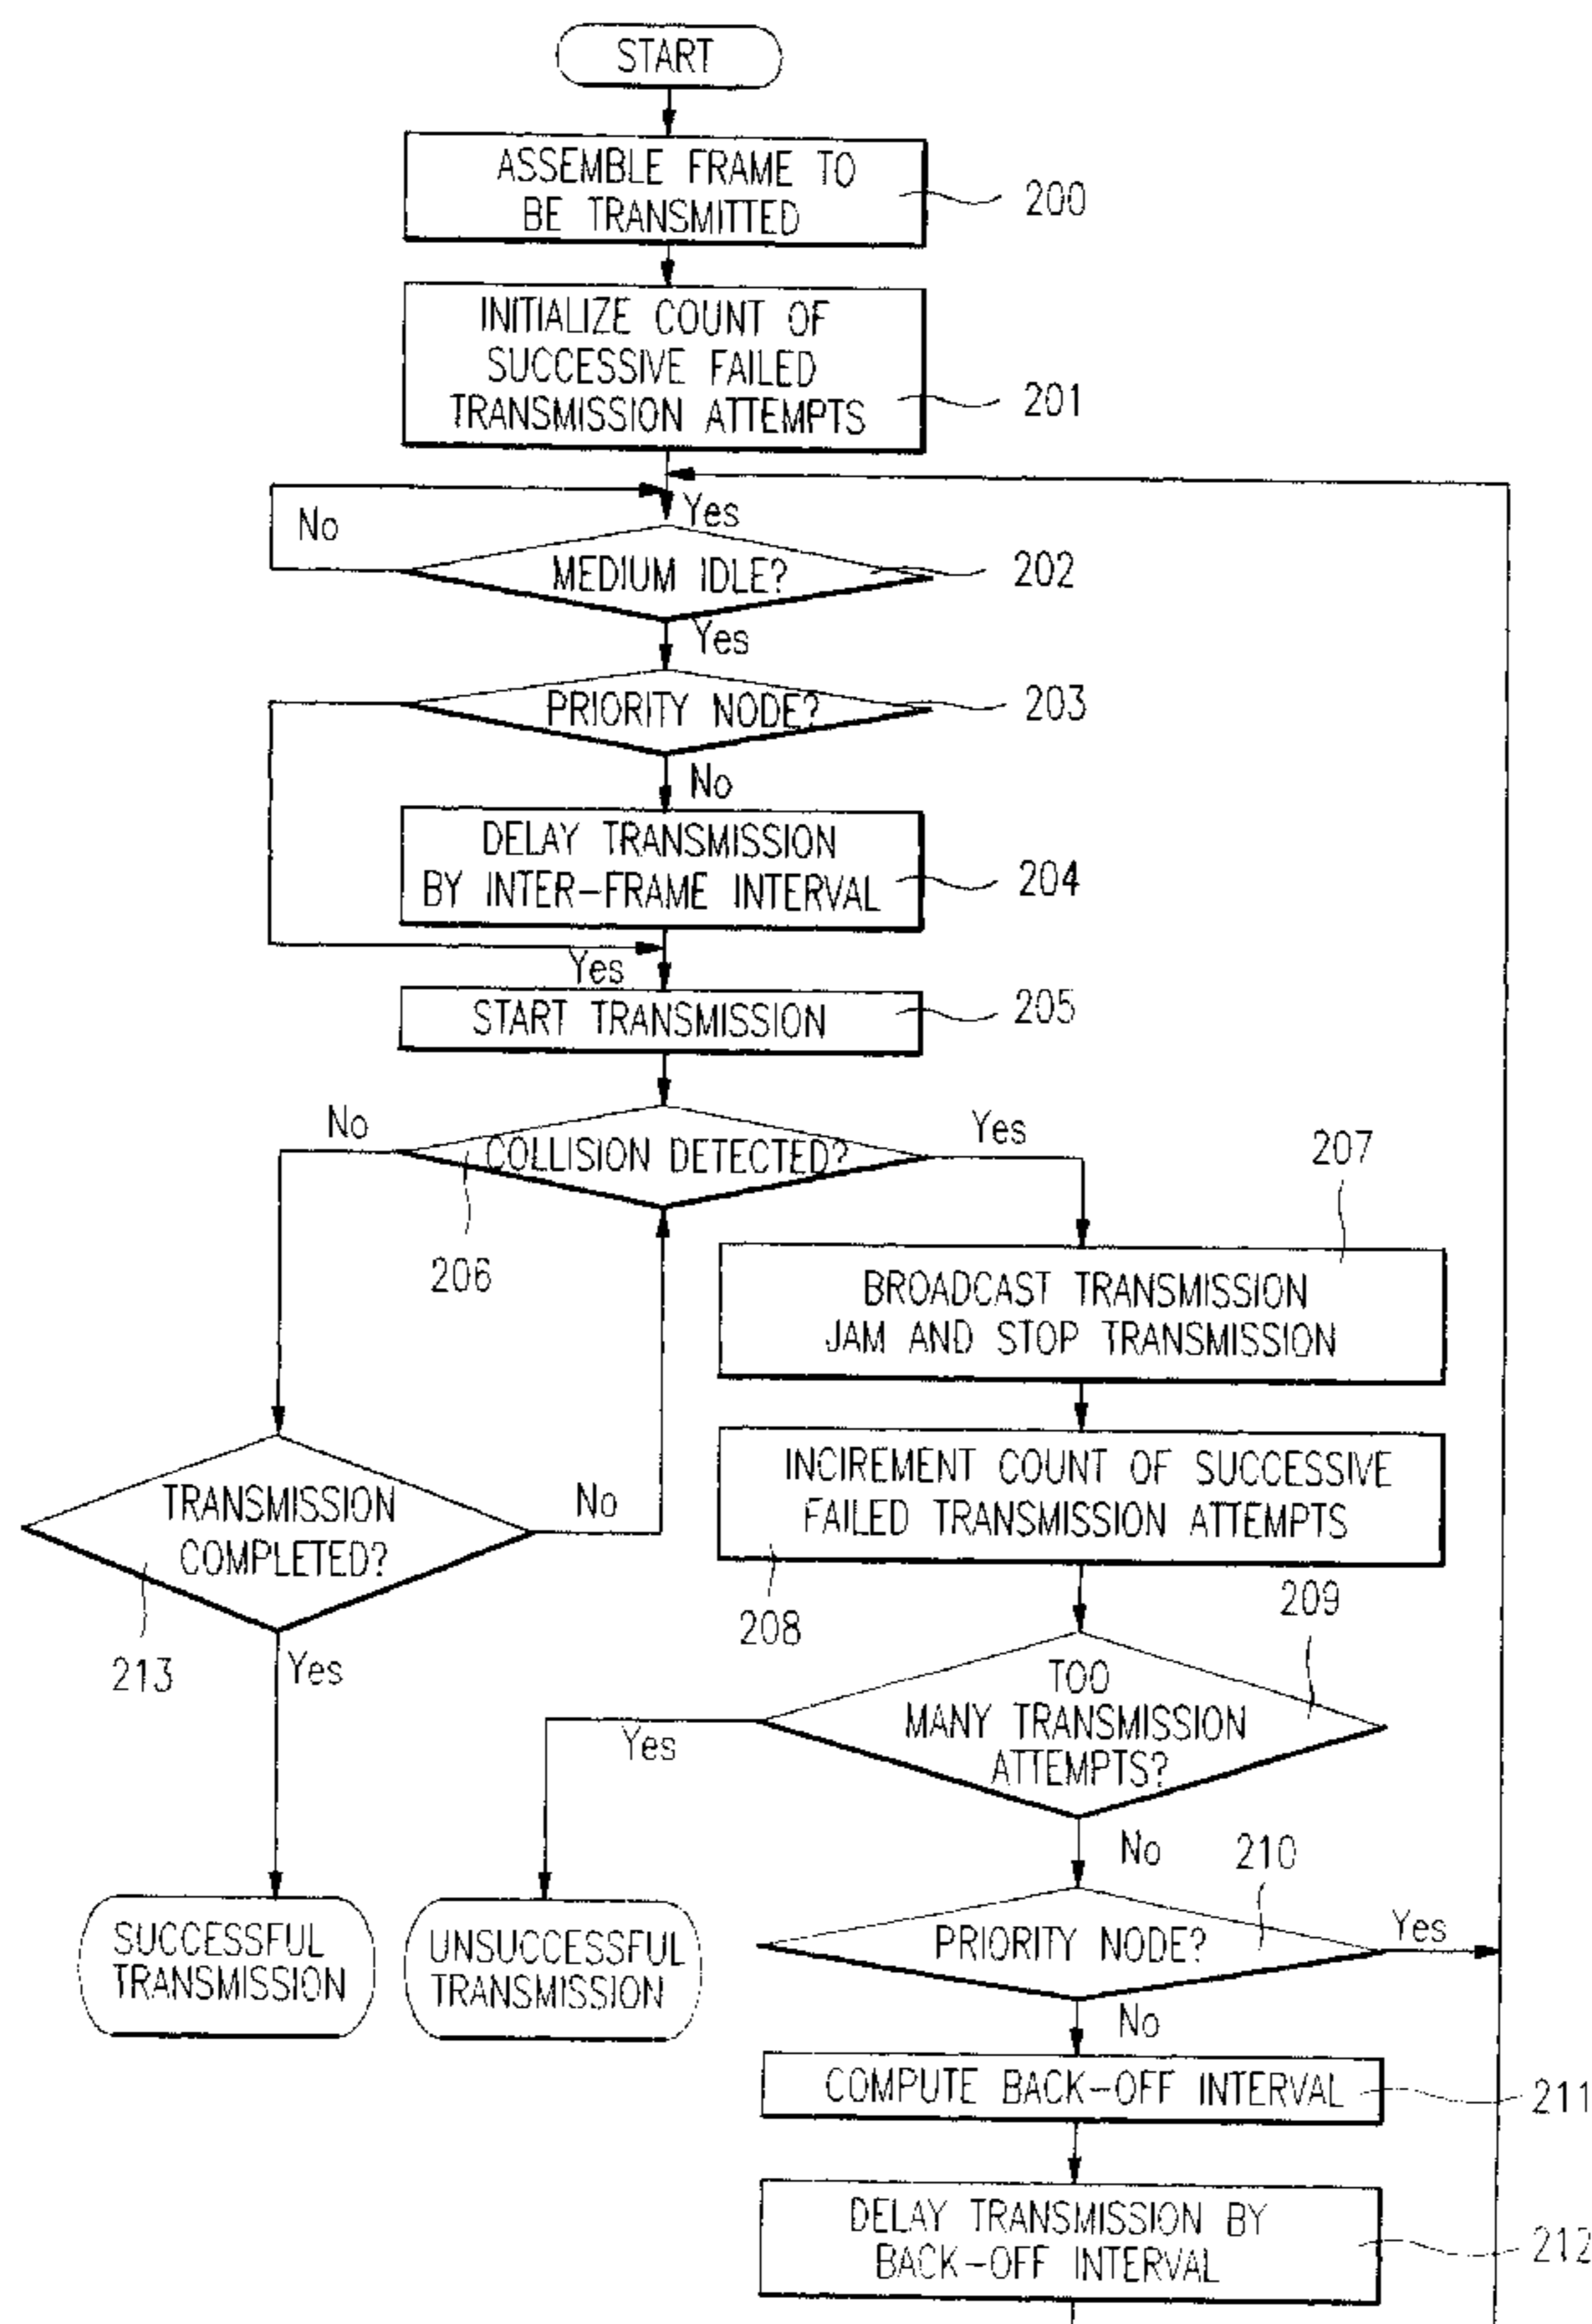 START
ASSEMBLE FRAME TO
BE TRANSMITTED
200
INITIALIZE COUNT OF
SUCCESSIVE FAILED
TRANSMISSION ATTEMPTS
201
No
Yes
MEDIUM IDLE?
202
Yes
PRIORITY NODE?
203
No
DELAY TRANSMISSION
BY INTER-FRAME INTERVAL
204
Yes
START TRANSMISSION
205
No
COLLISION DETECTED?
Yes
206
207
BROADCAST TRANSMISSION
JAM AND STOP TRANSMISSION
INCIREMENT COUNT OF SUCCESSIVE
FAILED TRANSMISSION ATTEMPTS
208
TRANSMISSION
COMPLETED?
No
213
Yes
209
TOO
MANY TRANSMISSION
ATTEMPTS?
Yes
No
210
SUCCESSFUL
TRANSMISSION
UNSUCCESSFUL
TRANSMISSION
PRIORITY NODE?
Yes
No
COMPUTE BACK-OFF INTERVAL
211
DELAY TRANSMISSION BY
BACK-OFF INTERVAL
212